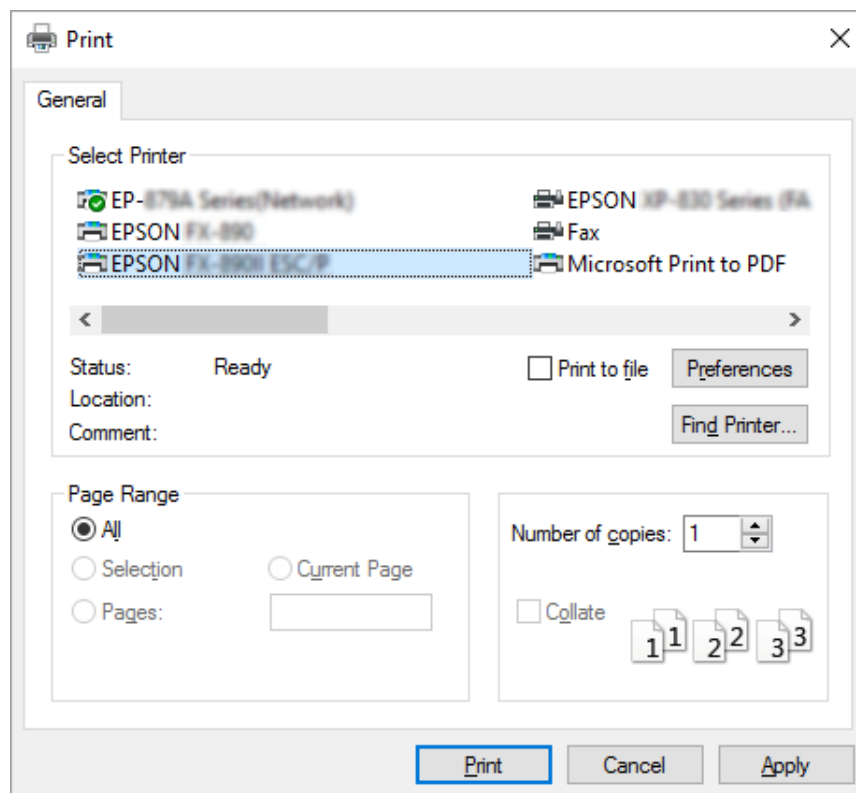 Print
General
Select Printer
EP-
EPSON
EPSON
EPSON
Fax
Microsoft Print to PDF
Status: Ready
Location:
Comment:
Print to file
Preferences
Find Printer...
Page Range
All
Selection
Current Page
Pages:
Number of copies: 1
Collate
1 1 2 2 3 3
Print
Cancel
Apply